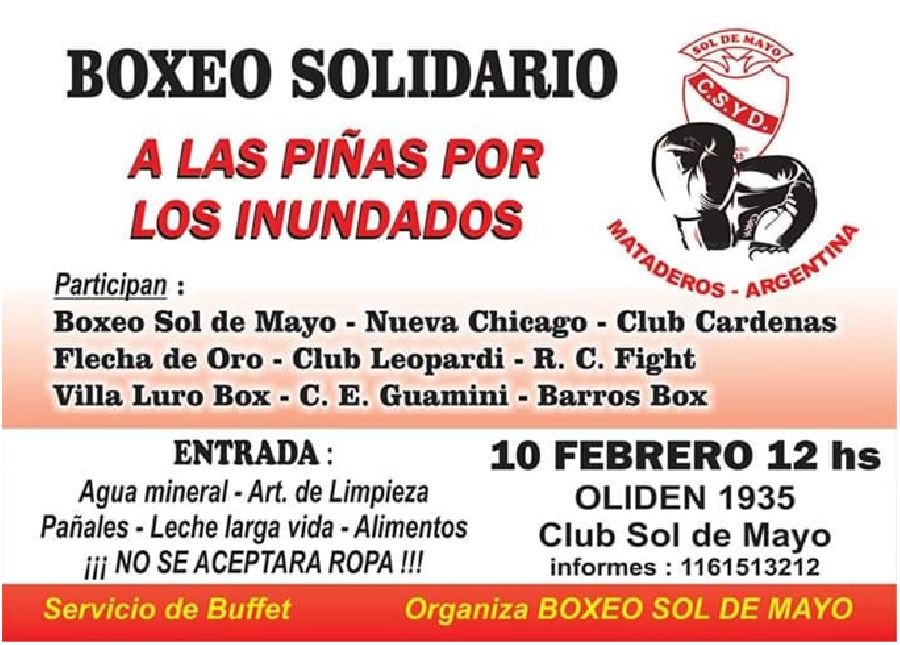 BOXEO SOLIDARIO
A LAS PIÑAS POR
LOS INUNDADOS
SOL DE MAYO
C.S.Y D.
MATADEROS - ARGENTINA
Participan :
Boxeo Sol de Mayo - Nueva Chicago - Club Cardenas
Flecha de Oro - Club Leopardi - R. C. Fight
Villa Luro Box - C. E. Guamini - Barros Box
ENTRADA :
Agua mineral - Art. de Limpieza
Pañales - Leche larga vida - Alimentos
¡¡¡ NO SE ACEPTARA ROPA !!!
10 FEBRERO 12 hs
OLIDEN 1935
Club Sol de Mayo
informes : 1161513212
Servicio de Buffet
Organiza BOXEO SOL DE MAYO